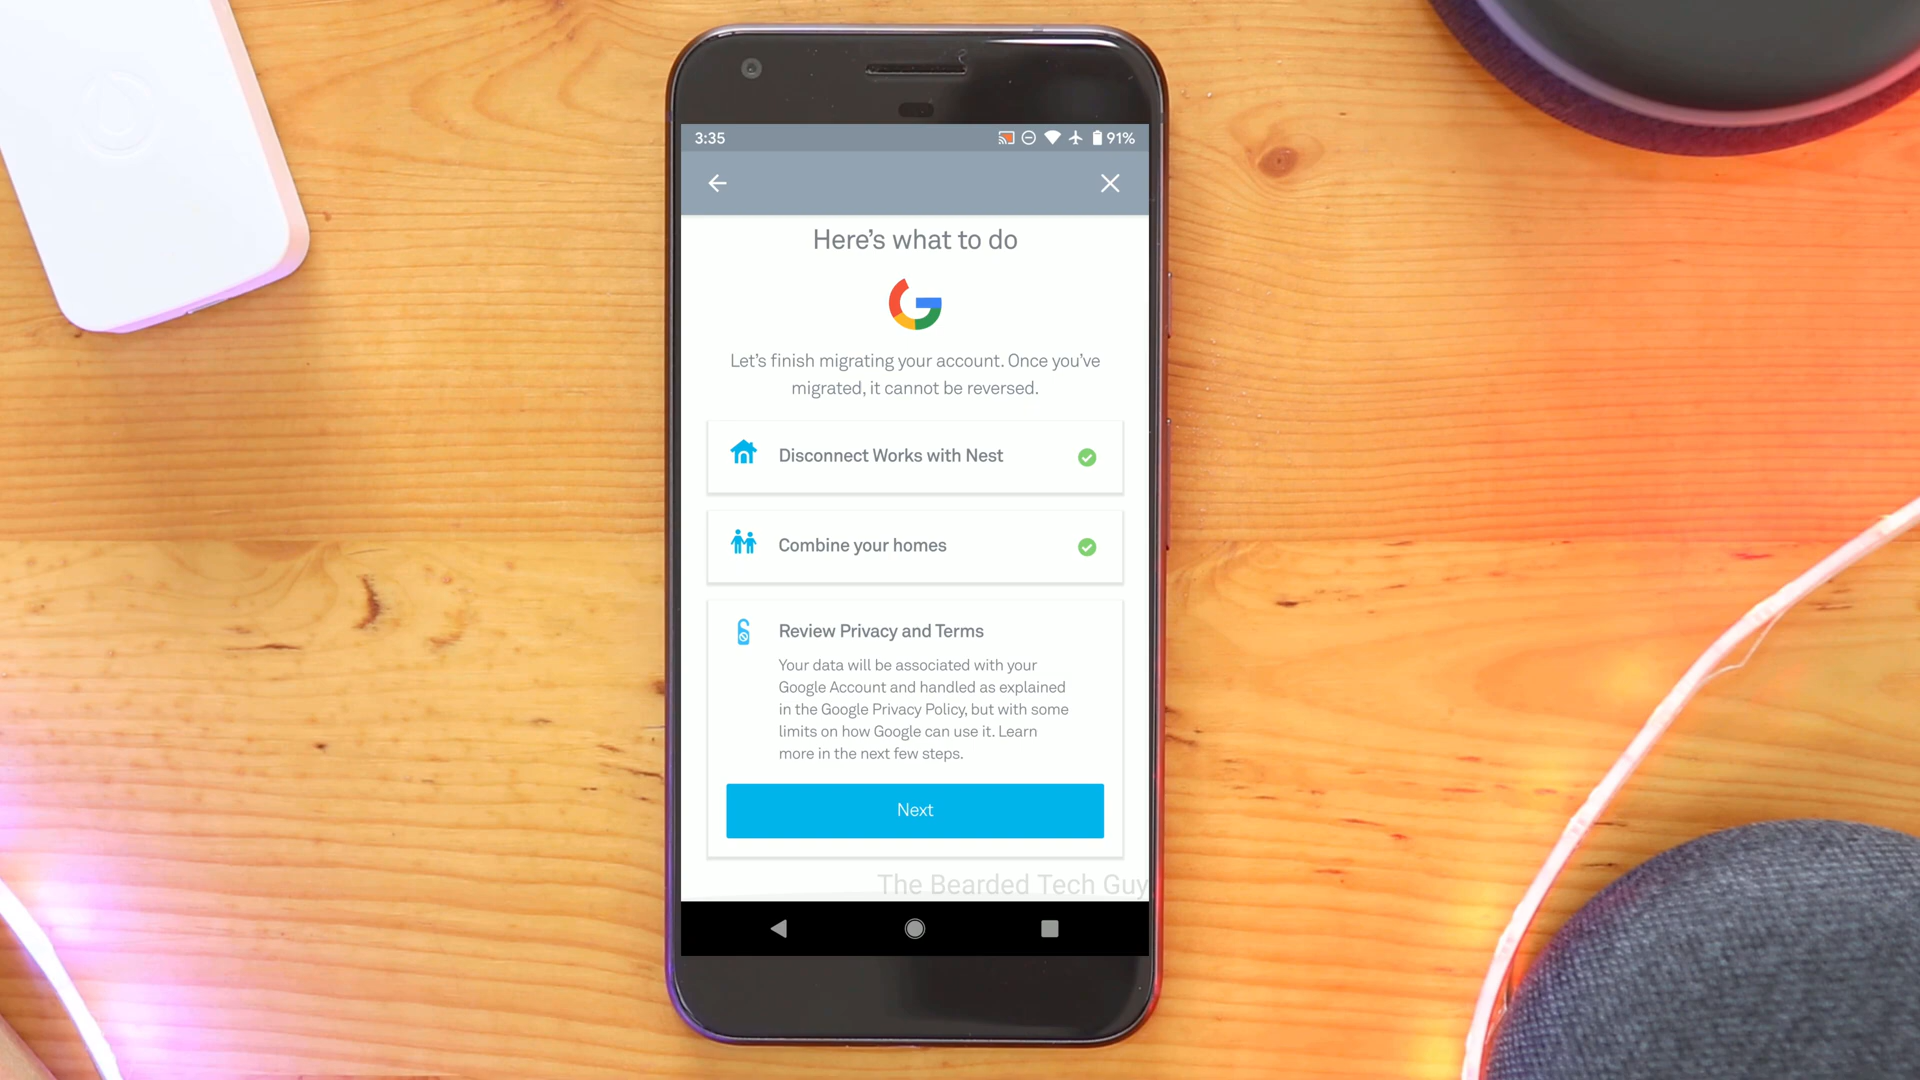 3:35
91%
Here's what to do
Let's finish migrating your account. Once you've
migrated, it cannot be reversed.
Disconnect Works with Nest
Combine your homes
Review Privacy and Terms
Your data will be associated with your
Google Account and handled as explained
in the Google Privacy Policy, but with some
limits on how Google can use it. Learn
more in the next few steps.
Next
The Bearded Tech Guy